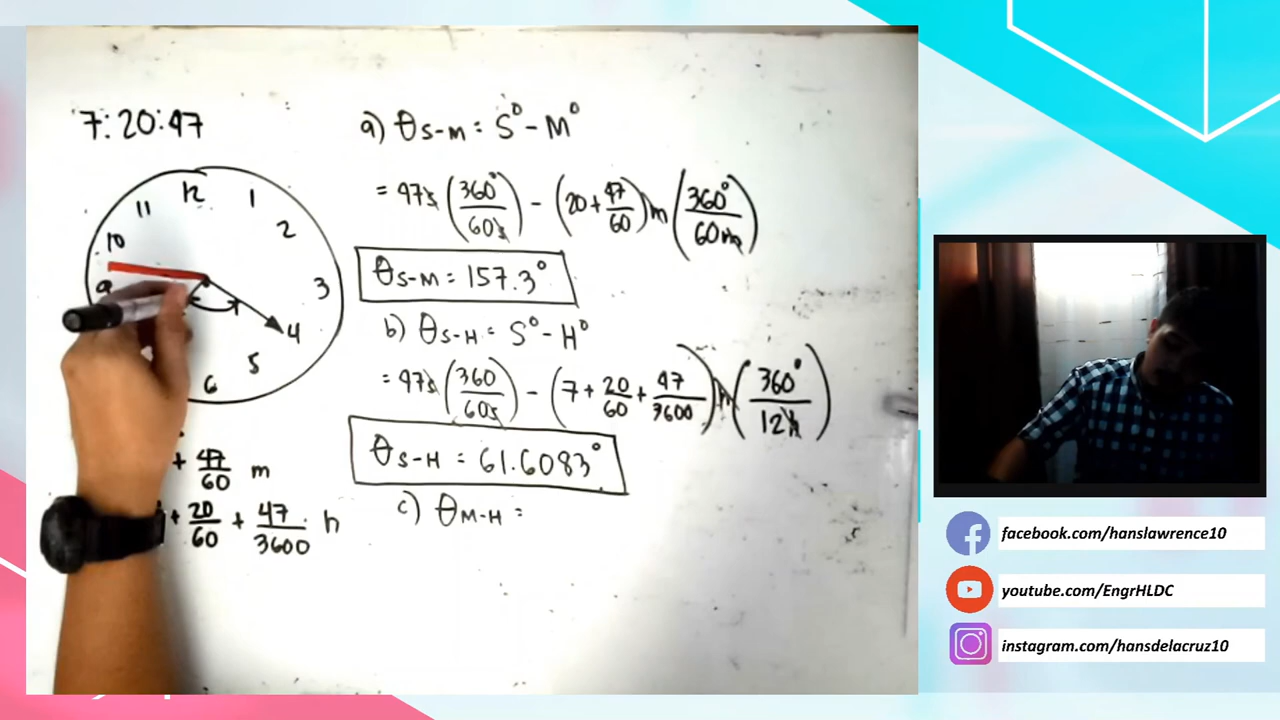 7:20:47
12
1
11
2
10
3
9
4
5
6
+ 47/60 m
+ 20/60 + 47/3600 h
a) θS-M = S° - M°
= 47s (360°/60s) - (20 + 47/60)m (360°/60m)
θS-M = 157.3°
b) θS-H = S° - H°
= 47s (360/60s) - (7 + 20/60 + 47/3600)h (360°/12h)
θS-H = 61.6083°
c) θM-H =
facebook.com/hanslawrence10
youtube.com/EngrHLDC
instagram.com/hansdelacruz10